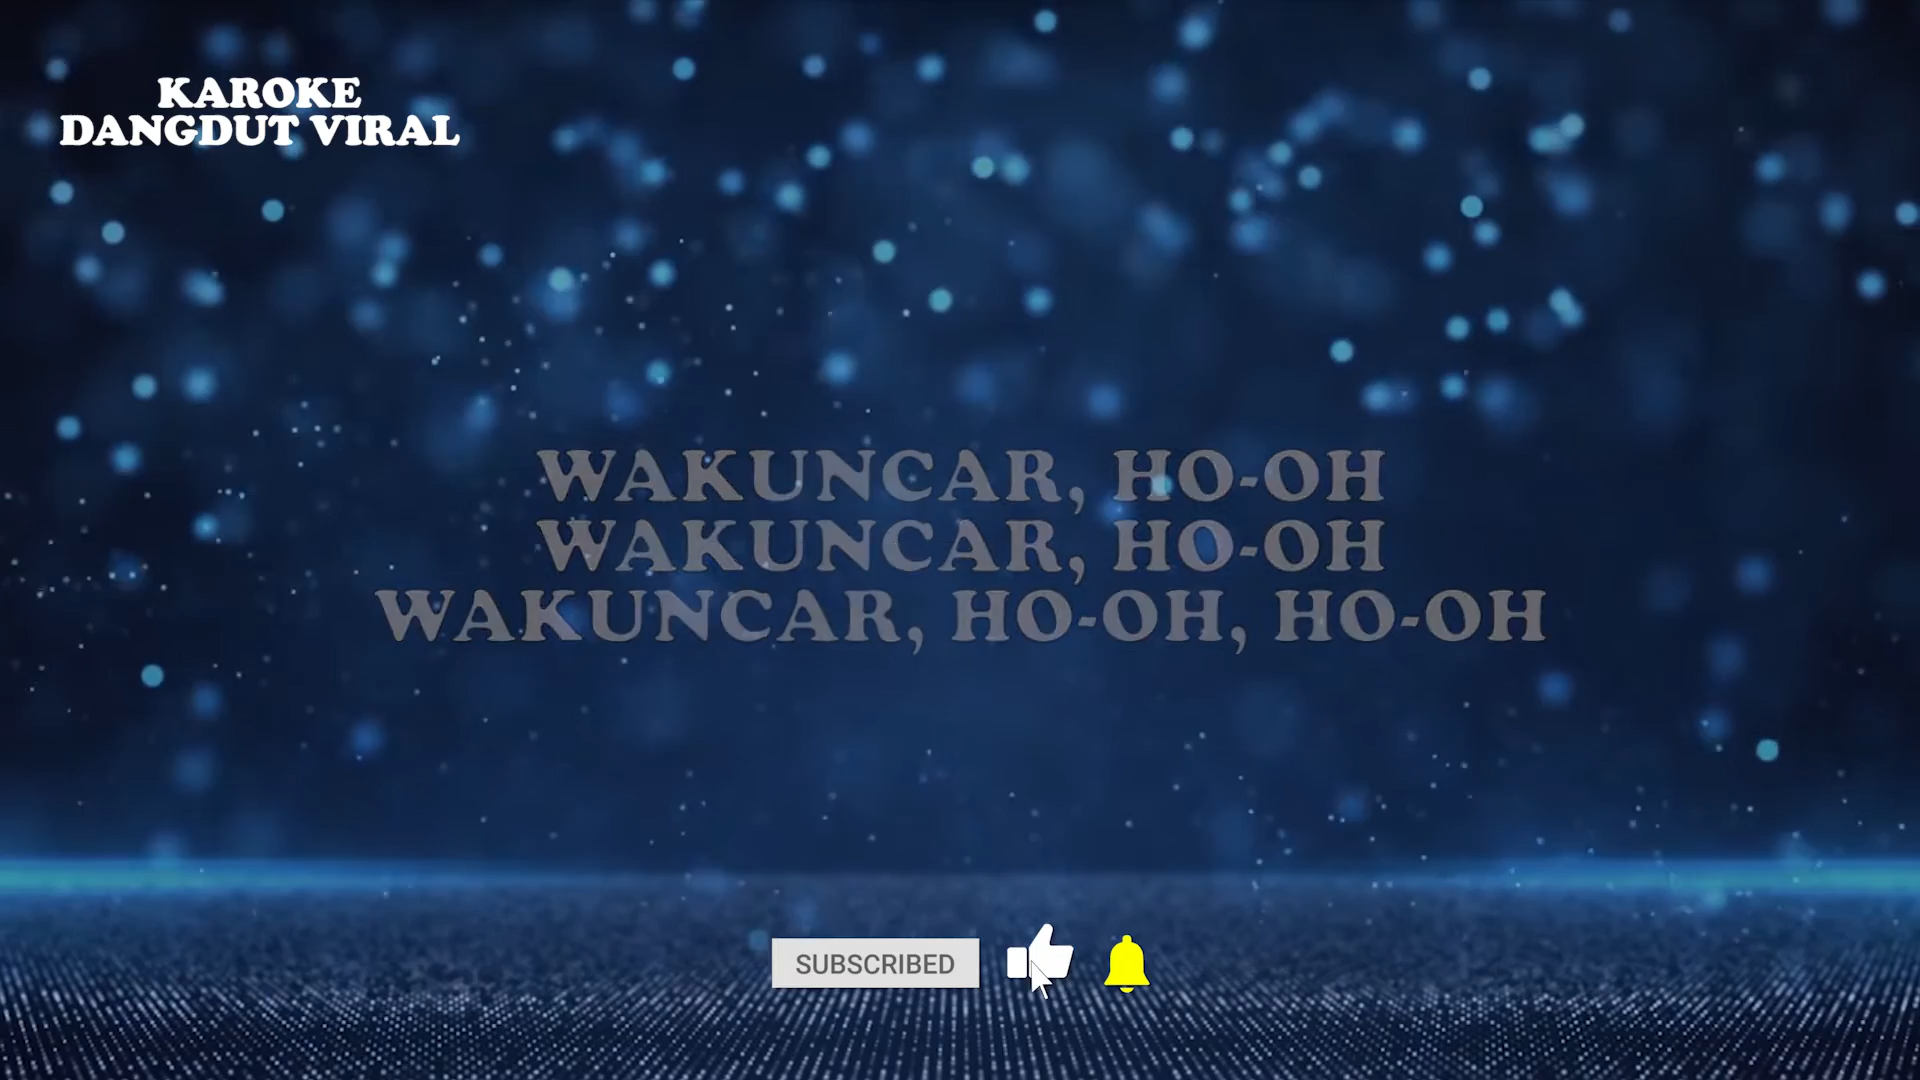 KAROKE
DANGDUT VIRAL
WAKUNCAR, HO-OH
WAKUNCAR, HO-OH
WAKUNCAR, HO-OH, HO-OH
SUBSCRIBED